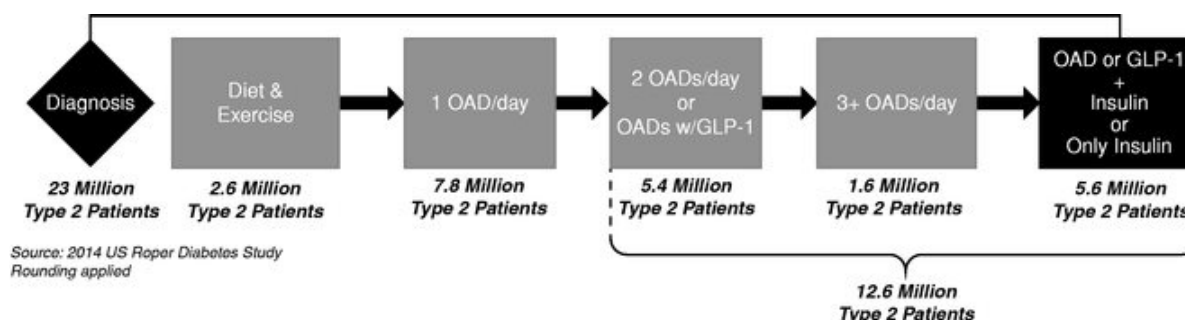 Diagnosis
23 Million
Type 2 Patients
Diet &
Exercise
2.6 Million
Type 2 Patients
1 OAD/day
7.8 Million
Type 2 Patients
2 OADs/day
or
OADs w/GLP-1
5.4 Million
Type 2 Patients
3+ OADs/day
1.6 Million
Type 2 Patients
OAD or GLP-1
+
Insulin
or
Only Insulin
5.6 Million
Type 2 Patients
Source: 2014 US Roper Diabetes Study
Rounding applied
12.6 Million
Type 2 Patients